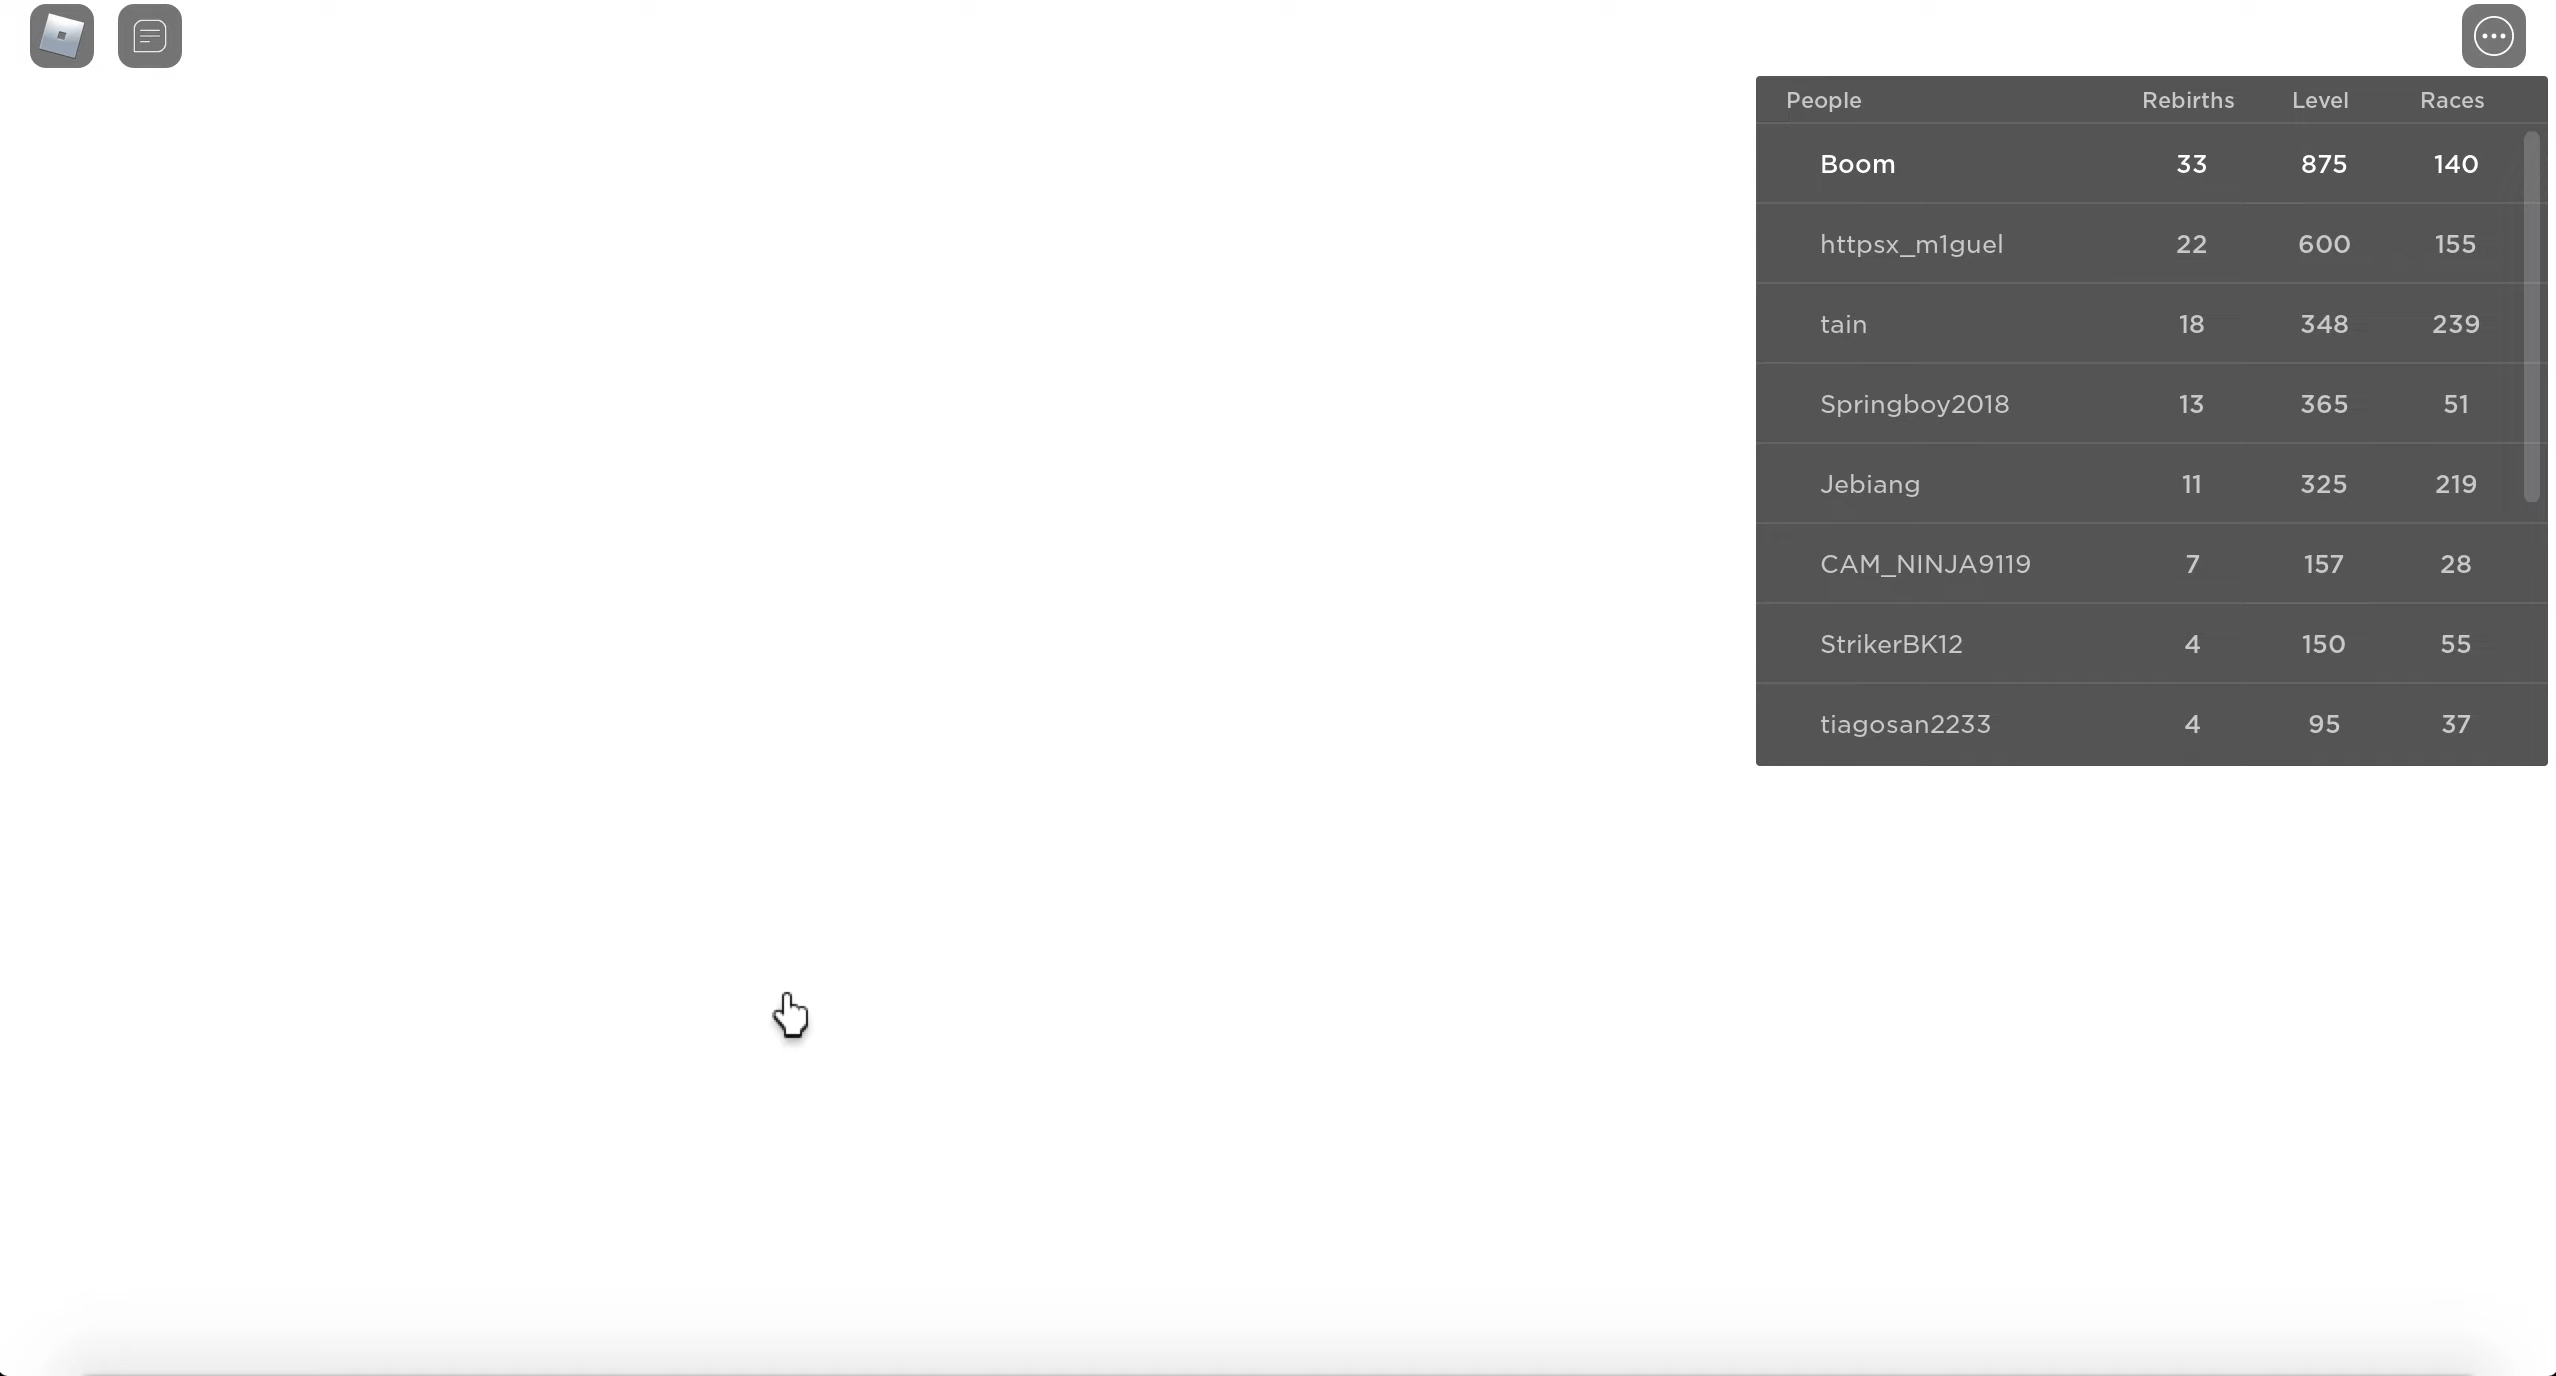 People Rebirths Level Races
Boom 33 875 140
httpsx_m1guel 22 600 155
tain 18 348 239
Springboy2018 13 365 51
Jebiang 11 325 219
CAM_NINJA9119 7 157 28
StrikerBK12 4 150 55
tiagosan2233 4 95 37